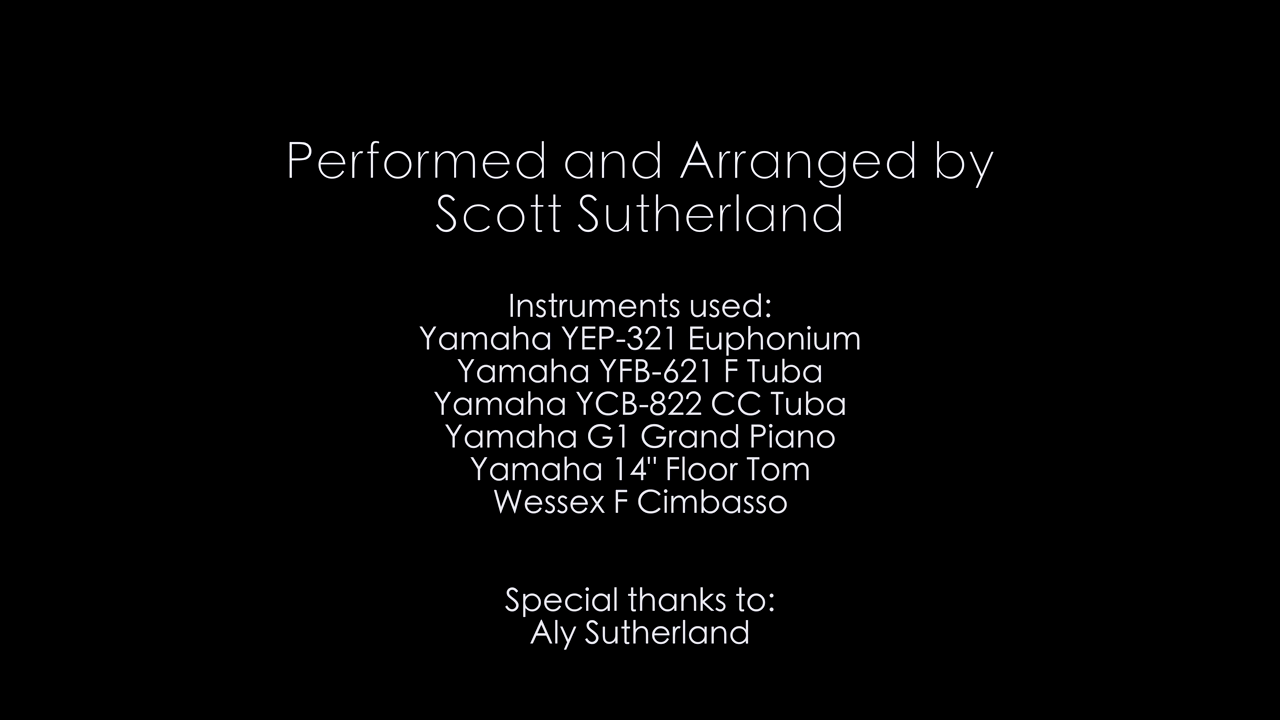 Performed and Arranged by
Scott Sutherland
Instruments used:
Yamaha YEP-321 Euphonium
Yamaha YFB-621 F Tuba
Yamaha YCB-822 CC Tuba
Yamaha G1 Grand Piano
Yamaha 14" Floor Tom
Wessex F Cimbasso
Special thanks to:
Aly Sutherland